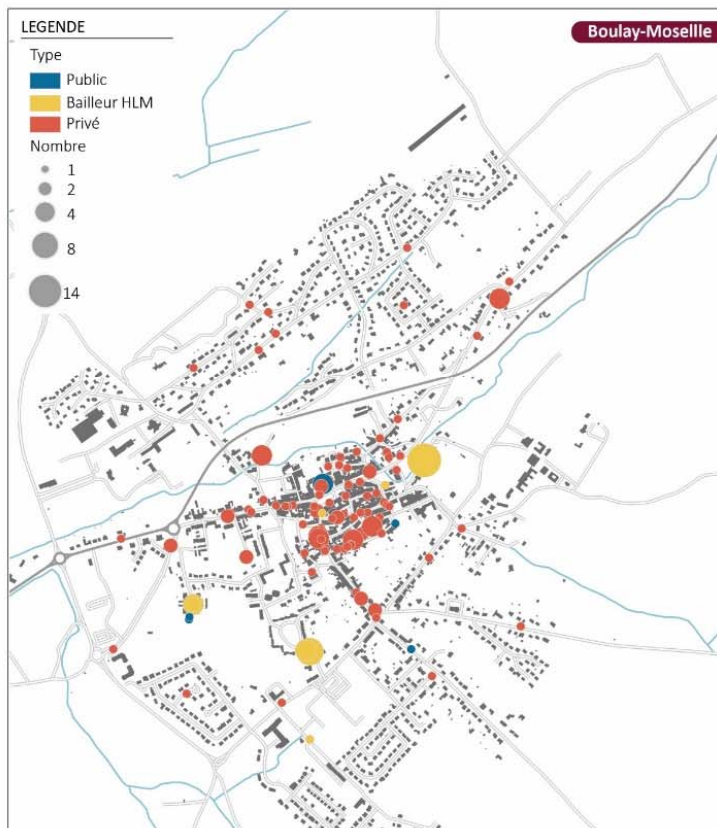 LEGENDE
Boulay-Mosellle
Type
Public
Bailleur HLM
Privé
Nombre
1
2
4
8
14